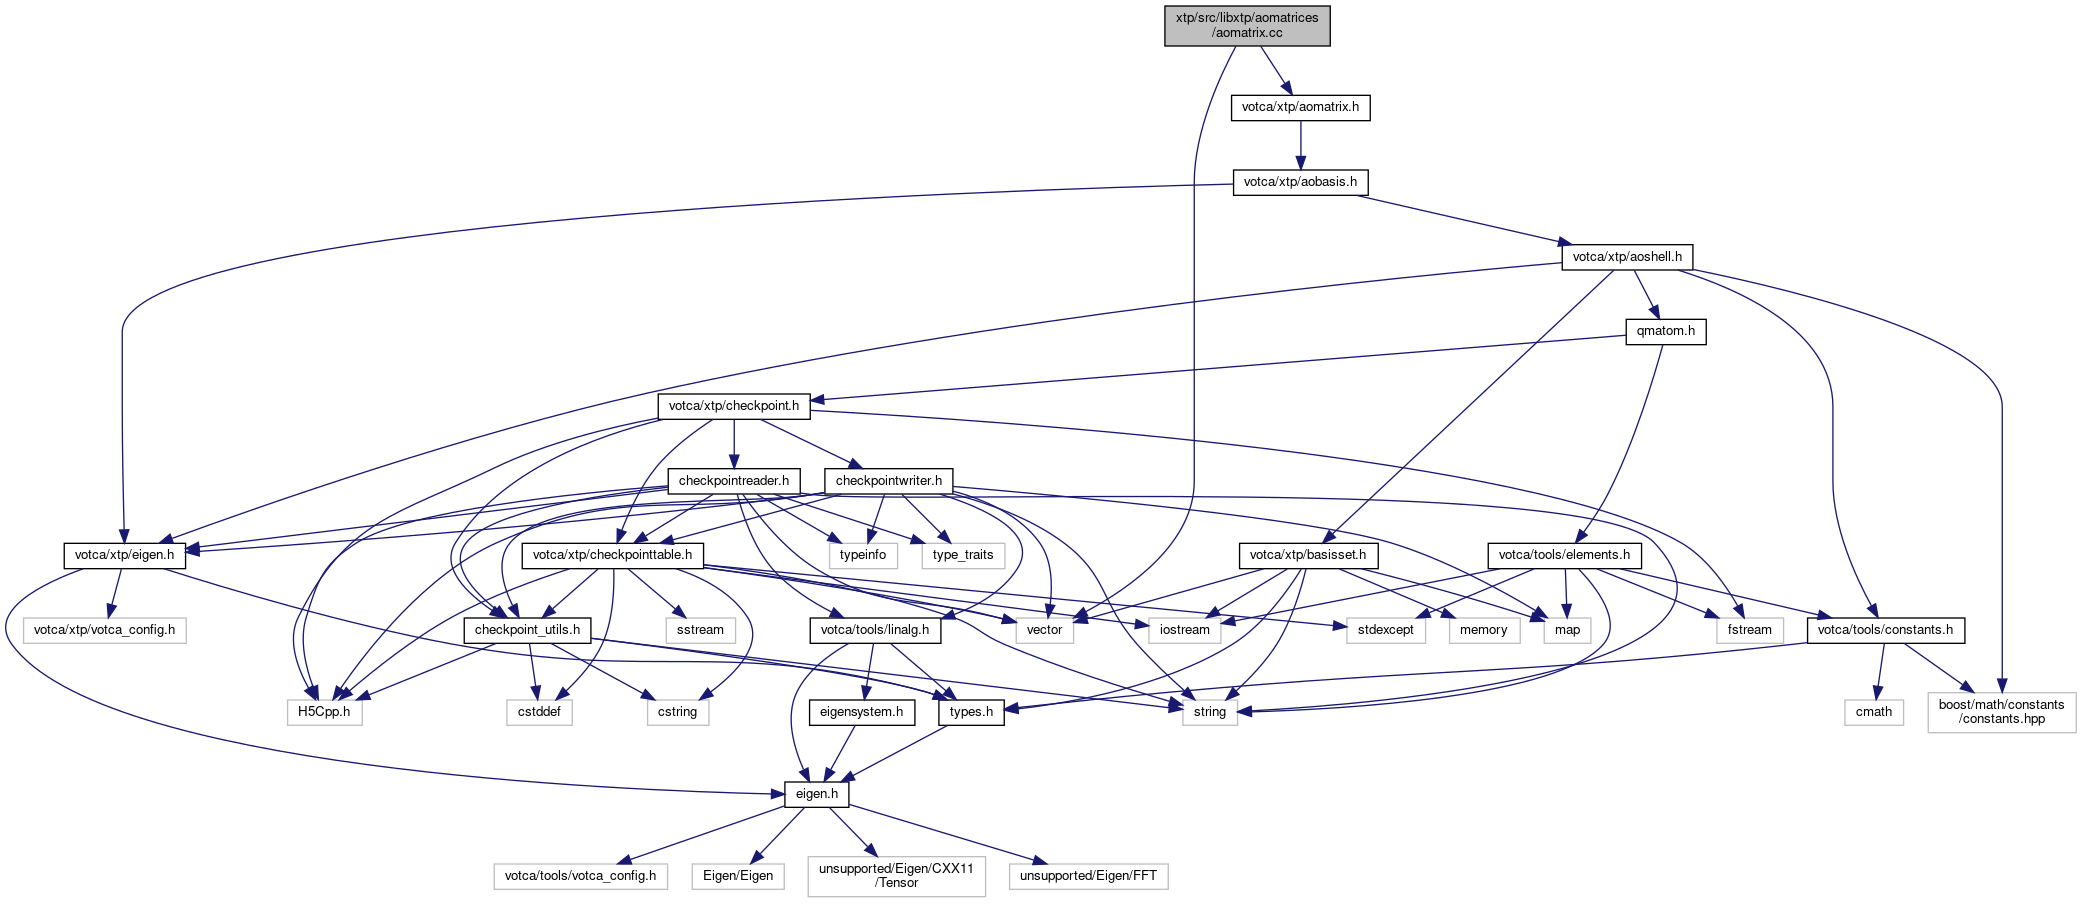 xtp/src/libxtp/aomatrices
/aomatrix.cc
votca/xtp/aomatrix.h
votca/xtp/aobasis.h
votca/xtp/aoshell.h
qmatom.h
votca/xtp/checkpoint.h
checkpointreader.h
checkpointwriter.h
votca/xtp/eigen.h
votca/xtp/checkpointtable.h
typeinfo
type_traits
votca/xtp/basisset.h
votca/tools/elements.h
votca/xtp/votca_config.h
checkpoint_utils.h
sstream
votca/tools/linalg.h
vector
iostream
stdexcept
memory
map
fstream
votca/tools/constants.h
H5Cpp.h
cstddef
cstring
eigensystem.h
types.h
string
cmath
boost/math/constants
/constants.hpp
eigen.h
votca/tools/votca_config.h
Eigen/Eigen
unsupported/Eigen/CXX11
/Tensor
unsupported/Eigen/FFT